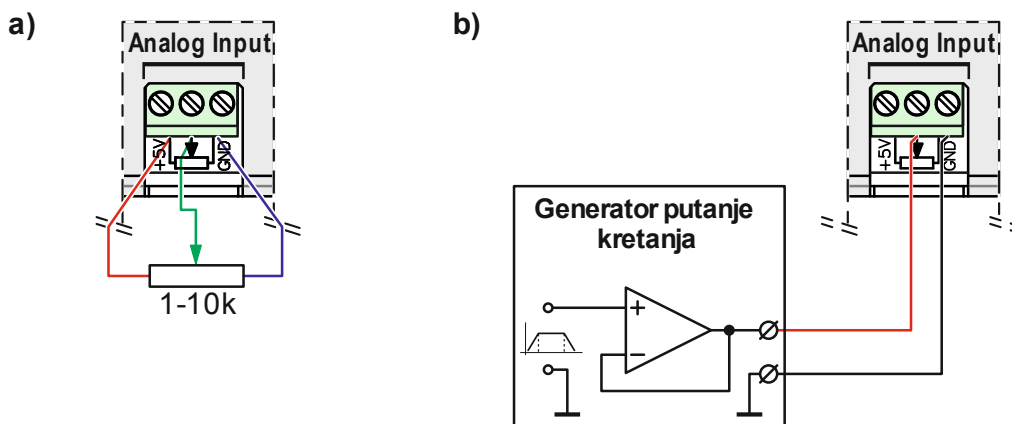 a)
Analog Input
+5V
GND
1-10k
b)
Analog Input
+5V
GND
Generator putanje
kretanja
+
−